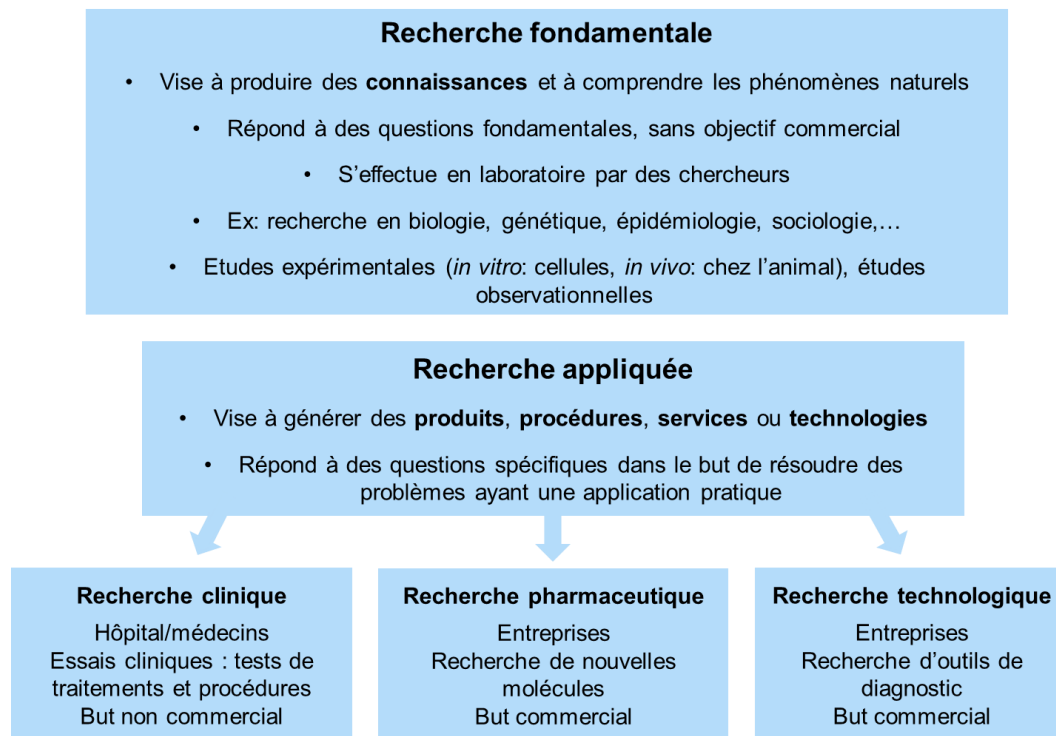 Recherche fondamentale
• Vise à produire des connaissances et à comprendre les phénomènes naturels
• Répond à des questions fondamentales, sans objectif commercial
• S’effectue en laboratoire par des chercheurs
• Ex: recherche en biologie, génétique, épidémiologie, sociologie,…
• Etudes expérimentales (in vitro: cellules, in vivo: chez l’animal), études
observationnelles
Recherche appliquée
• Vise à générer des produits, procédures, services ou technologies
• Répond à des questions spécifiques dans le but de résoudre des
problèmes ayant une application pratique
Recherche clinique
Hôpital/médecins
Essais cliniques : tests de
traitements et procédures
But non commercial
Recherche pharmaceutique
Entreprises
Recherche de nouvelles
molécules
But commercial
Recherche technologique
Entreprises
Recherche d’outils de
diagnostic
But commercial